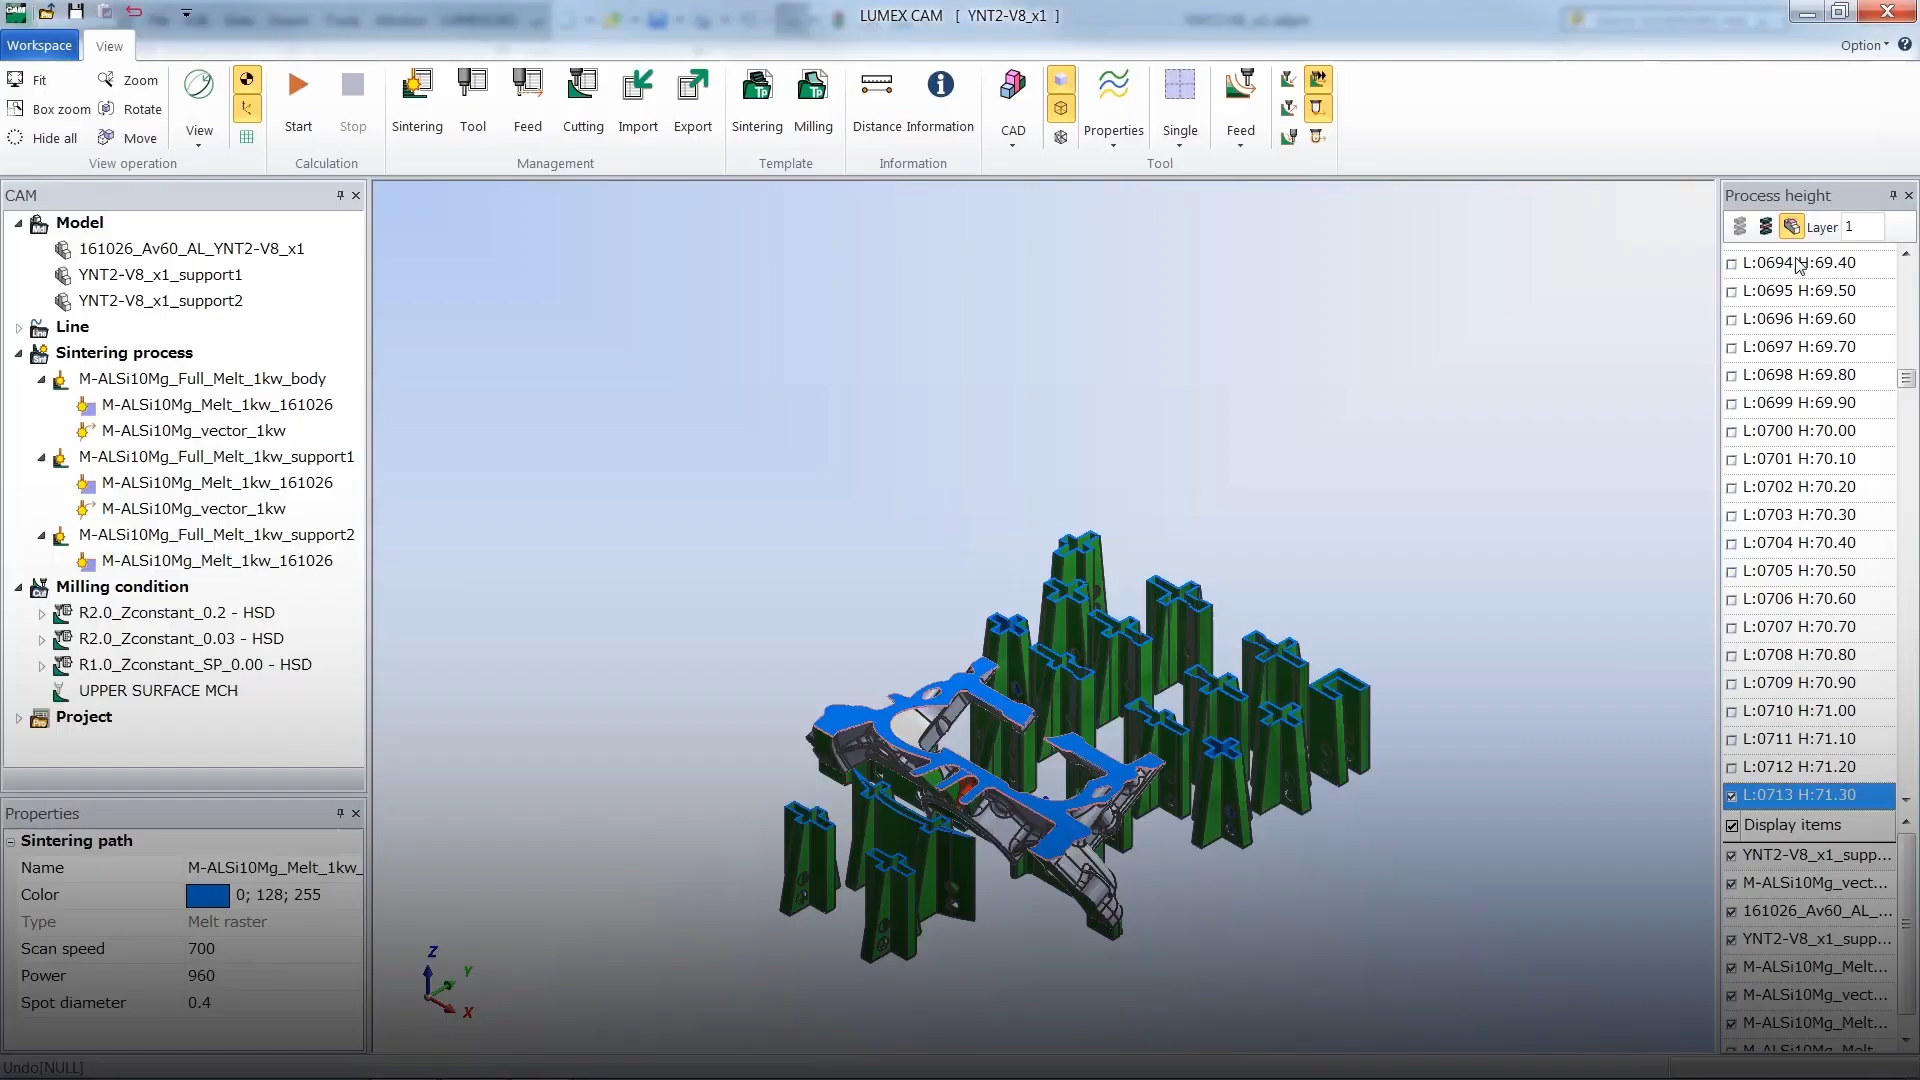 CAM
LUMEX CAM [ YNT2-V8_x1 ]
Workspace
View
Option
Fit
Zoom
Box zoom
Rotate
Hide all
Move
View
Start
Stop
Sintering
Tool
Feed
Cutting
Import
Export
Sintering
Milling
Distance
Information
CAD
Properties
Single
Feed
View operation
Calculation
Management
Template
Information
Tool
CAM
Model
161026_Av60_AL_YNT2-V8_x1
YNT2-V8_x1_support1
YNT2-V8_x1_support2
Line
Sintering process
M-ALSi10Mg_Full_Melt_1kw_body
M-ALSi10Mg_Melt_1kw_161026
M-ALSi10Mg_vector_1kw
M-ALSi10Mg_Full_Melt_1kw_support1
M-ALSi10Mg_Melt_1kw_161026
M-ALSi10Mg_vector_1kw
M-ALSi10Mg_Full_Melt_1kw_support2
M-ALSi10Mg_Melt_1kw_161026
Milling condition
R2.0_Zconstant_0.2 - HSD
R2.0_Zconstant_0.03 - HSD
R1.0_Zconstant_SP_0.00 - HSD
UPPER SURFACE MCH
Project
Properties
Sintering path
Name M-ALSi10Mg_Melt_1kw_
Color 0; 128; 255
Type Melt raster
Scan speed 700
Power 960
Spot diameter 0.4
Undo[NULL]
Z
Y
X
Process height
Layer 1
L:0694 H:69.40
L:0695 H:69.50
L:0696 H:69.60
L:0697 H:69.70
L:0698 H:69.80
L:0699 H:69.90
L:0700 H:70.00
L:0701 H:70.10
L:0702 H:70.20
L:0703 H:70.30
L:0704 H:70.40
L:0705 H:70.50
L:0706 H:70.60
L:0707 H:70.70
L:0708 H:70.80
L:0709 H:70.90
L:0710 H:71.00
L:0711 H:71.10
L:0712 H:71.20
L:0713 H:71.30
Display items
YNT2-V8_x1_supp...
M-ALSi10Mg_vect...
161026_Av60_AL_...
YNT2-V8_x1_supp...
M-ALSi10Mg_Melt...
M-ALSi10Mg_vect...
M-ALSi10Mg_Melt...